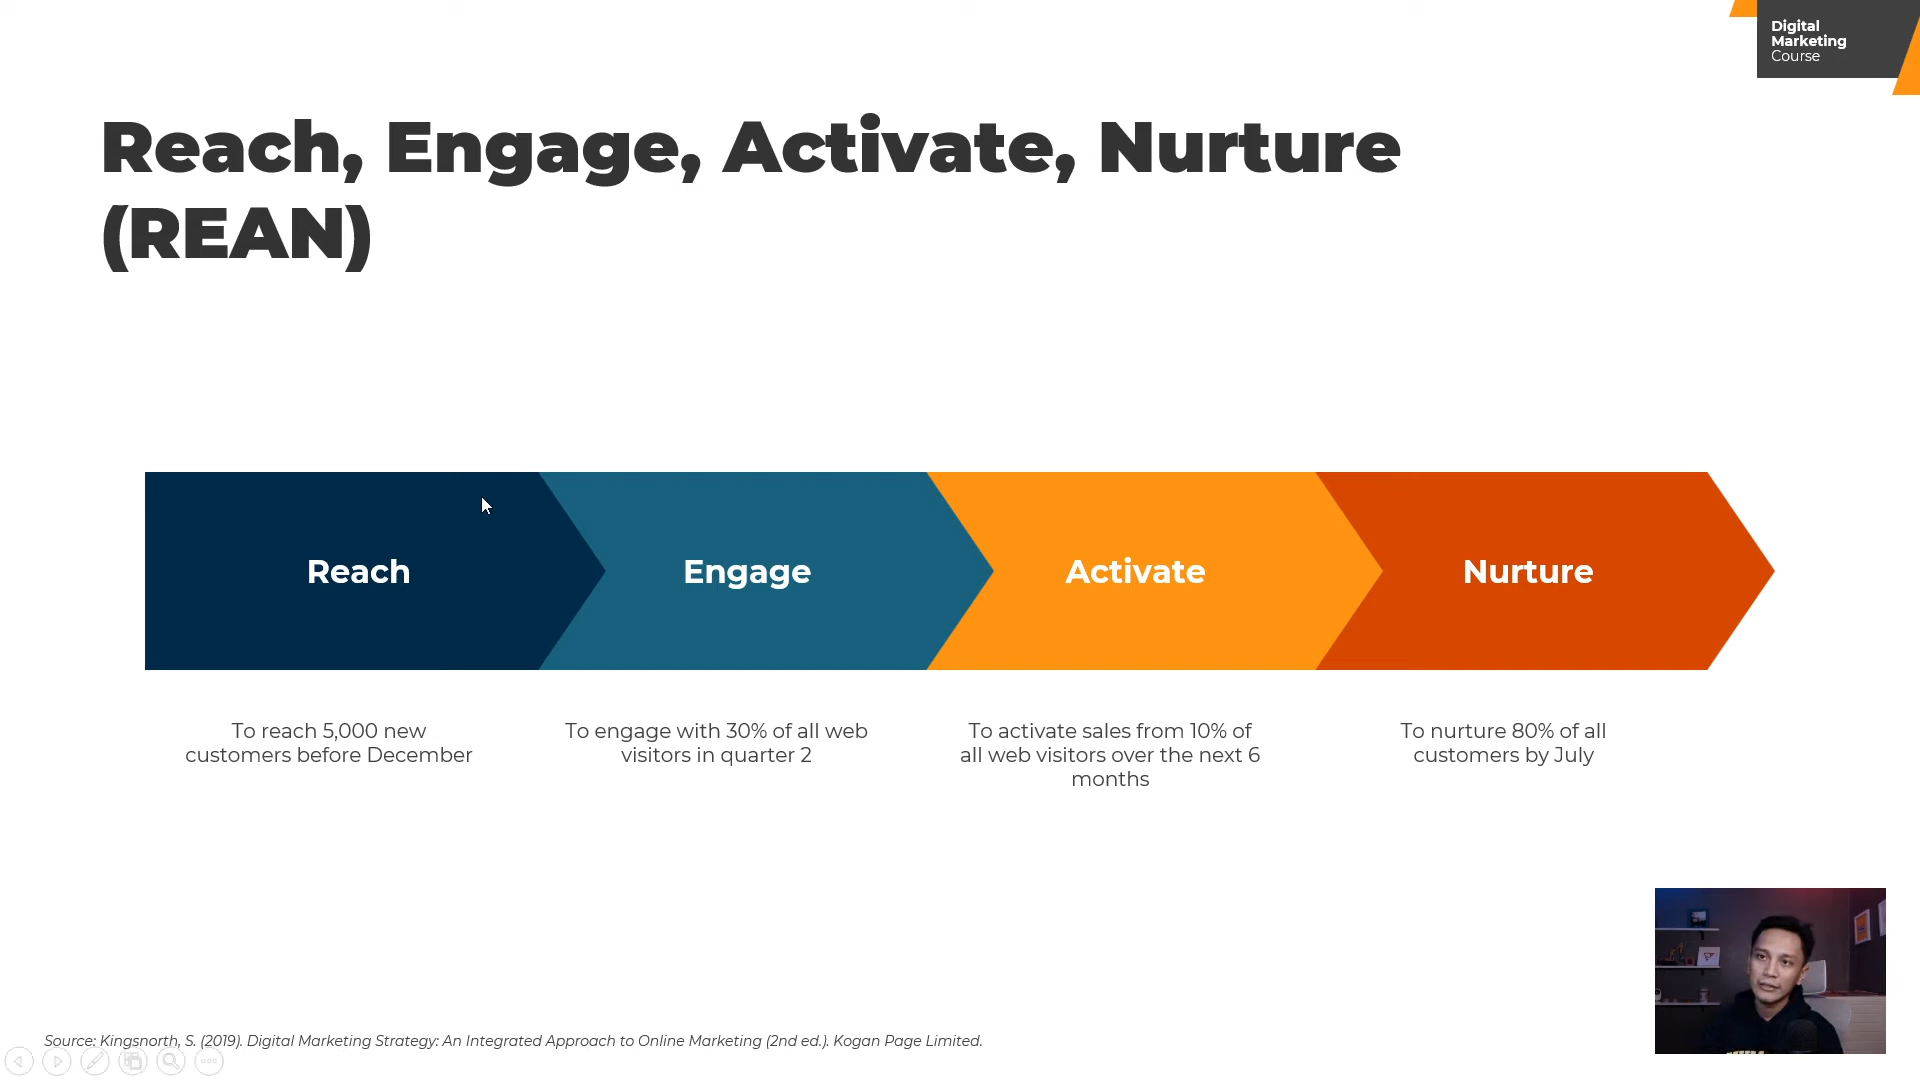 Digital
Marketing
Course
Reach, Engage, Activate, Nurture
(REAN)
Reach
Engage
Activate
Nurture
To reach 5,000 new
customers before December
To engage with 30% of all web
visitors in quarter 2
To activate sales from 10% of
all web visitors over the next 6
months
To nurture 80% of all
customers by July
Source: Kingsnorth, S. (2019). Digital Marketing Strategy: An Integrated Approach to Online Marketing (2nd ed.). Kogan Page Limited.